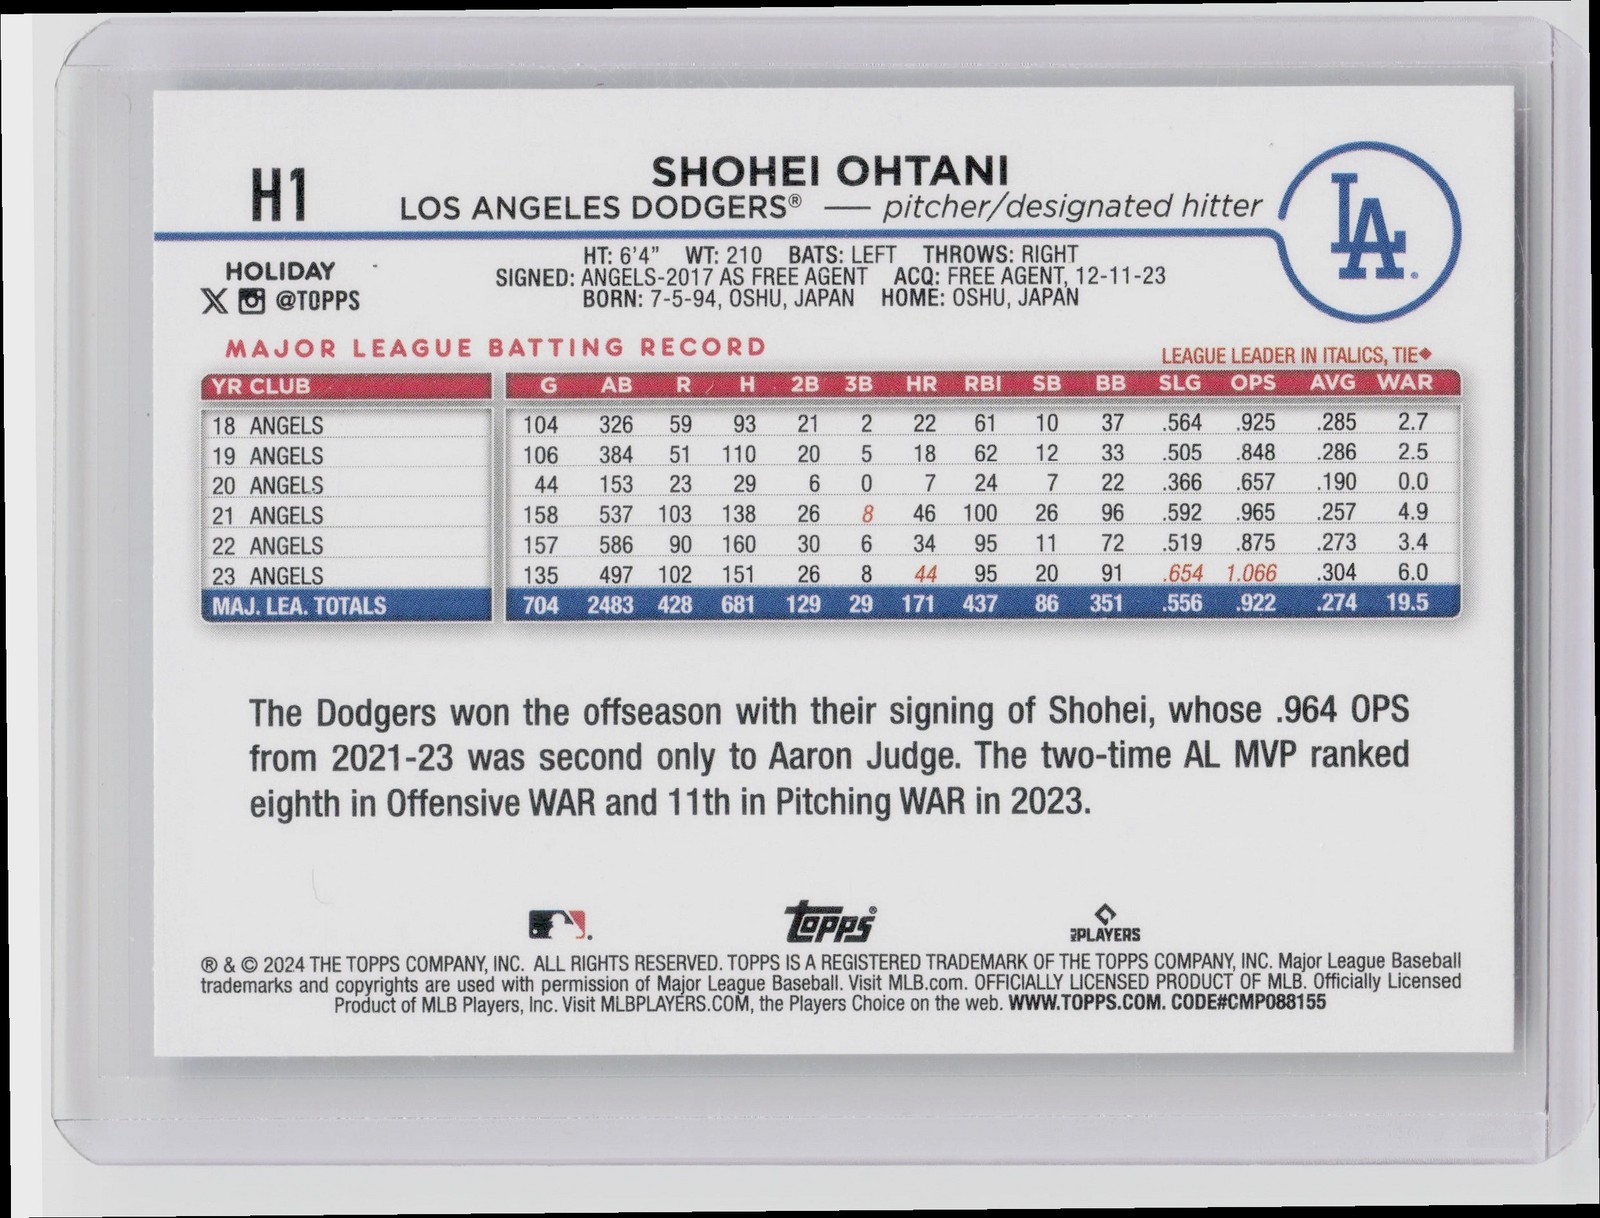 H1
SHOHEI OHTANI
LOS ANGELES DODGERS® — pitcher/designated hitter
LA
HOLIDAY
X @TOPPS
HT: 6'4" WT: 210 BATS: LEFT THROWS: RIGHT
SIGNED: ANGELS-2017 AS FREE AGENT ACQ: FREE AGENT, 12-11-23
BORN: 7-5-94, OSHU, JAPAN HOME: OSHU, JAPAN
MAJOR LEAGUE BATTING RECORD
LEAGUE LEADER IN ITALICS, TIE◆
YR CLUB G AB R H 2B 3B HR RBI SB BB SLG OPS AVG WAR
18 ANGELS 104 326 59 93 21 2 22 61 10 37 .564 .925 .285 2.7
19 ANGELS 106 384 51 110 20 5 18 62 12 33 .505 .848 .286 2.5
20 ANGELS 44 153 23 29 6 0 7 24 7 22 .366 .657 .190 0.0
21 ANGELS 158 537 103 138 26 8 46 100 26 96 .592 .965 .257 4.9
22 ANGELS 157 586 90 160 30 6 34 95 11 72 .519 .875 .273 3.4
23 ANGELS 135 497 102 151 26 8 44 95 20 91 .654 1.066 .304 6.0
MAJ. LEA. TOTALS 704 2483 428 681 129 29 171 437 86 351 .556 .922 .274 19.5
The Dodgers won the offseason with their signing of Shohei, whose .964 OPS
from 2021-23 was second only to Aaron Judge. The two-time AL MVP ranked
eighth in Offensive WAR and 11th in Pitching WAR in 2023.
Topps®
PLAYERS
® & © 2024 THE TOPPS COMPANY, INC. ALL RIGHTS RESERVED. TOPPS IS A REGISTERED TRADEMARK OF THE TOPPS COMPANY, INC. Major League Baseball
trademarks and copyrights are used with permission of Major League Baseball. Visit MLB.com. OFFICIALLY LICENSED PRODUCT OF MLB. Officially Licensed
Product of MLB Players, Inc. Visit MLBPLAYERS.COM, the Players Choice on the web. WWW.TOPPS.COM. CODE#CMP088155